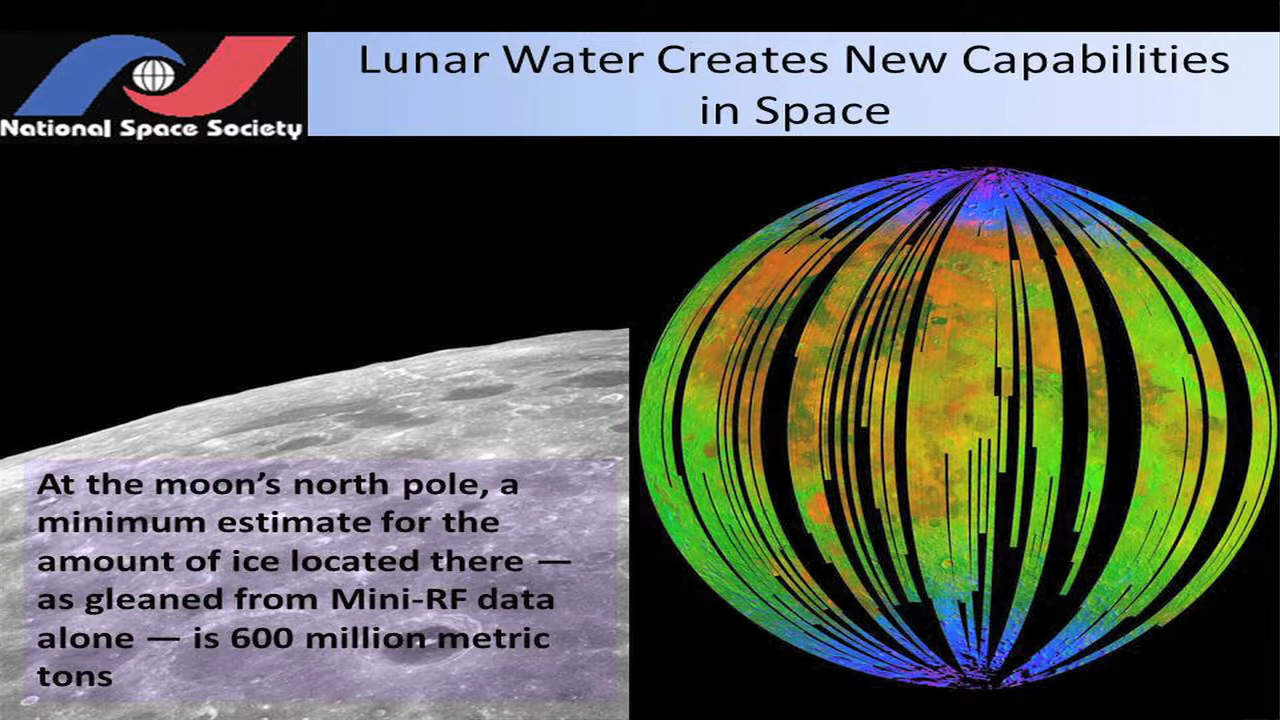 National Space Society
Lunar Water Creates New Capabilities
in Space
At the moon’s north pole, a
minimum estimate for the
amount of ice located there —
as gleaned from Mini-RF data
alone — is 600 million metric
tons